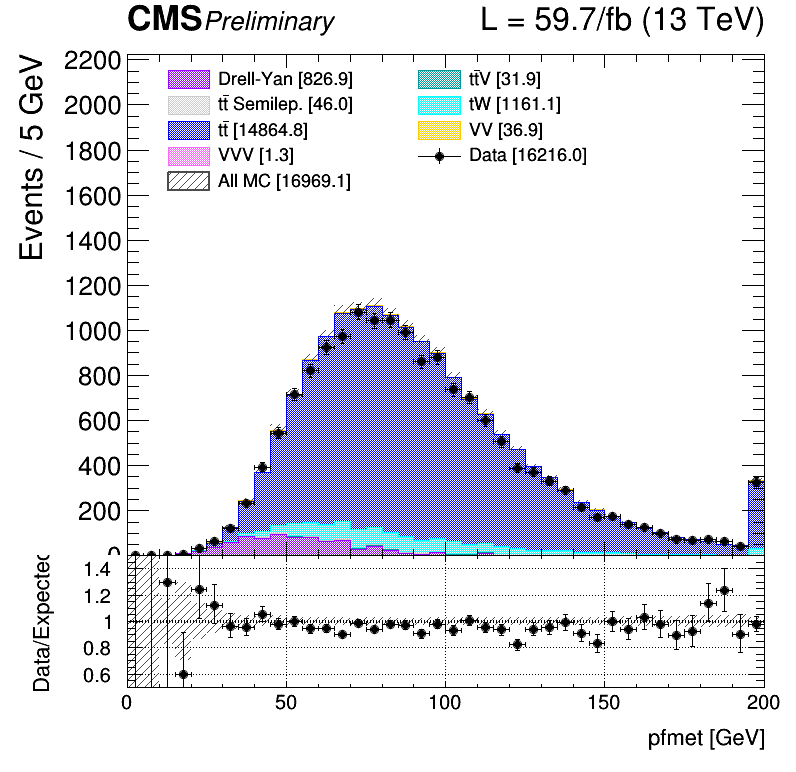 CMS Preliminary L = 59.7/fb (13 TeV)
Events / 5 GeV
2200
2000
1800
1600
1400
1200
1000
800
600
400
200
0
Drell-Yan [826.9]
tt̄ Semilep. [46.0]
tt̄ [14864.8]
VVV [1.3]
All MC [16969.1]
tt̄V [31.9]
tW [1161.1]
VV [36.9]
Data [16216.0]
Data/Expected
1.4
1.2
1
0.8
0.6
0 50 100 150 200
pfmet [GeV]